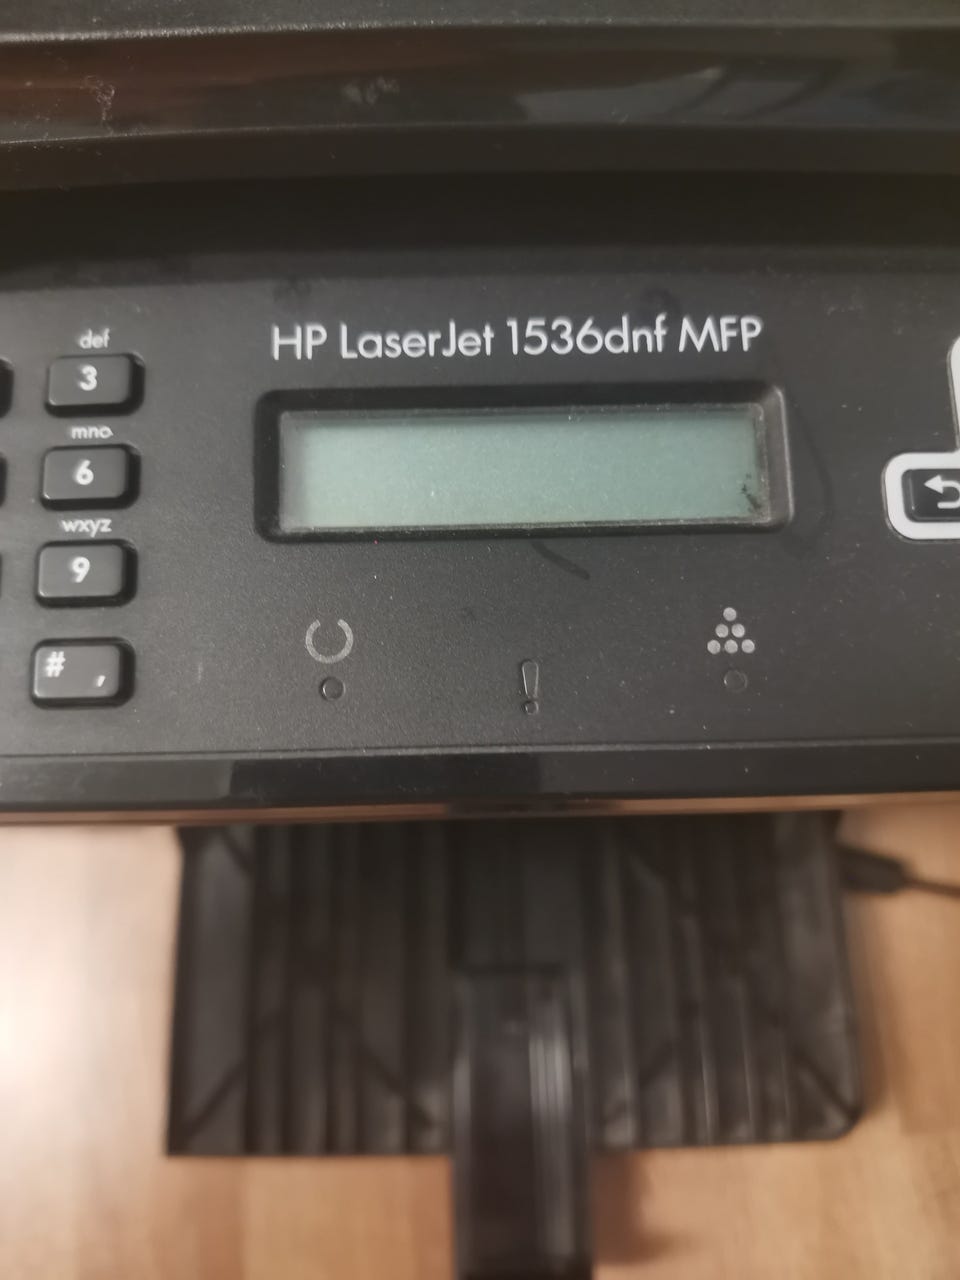 HP LaserJet 1536dnf MFP
def
3
mno
6
wxyz
9
# ,